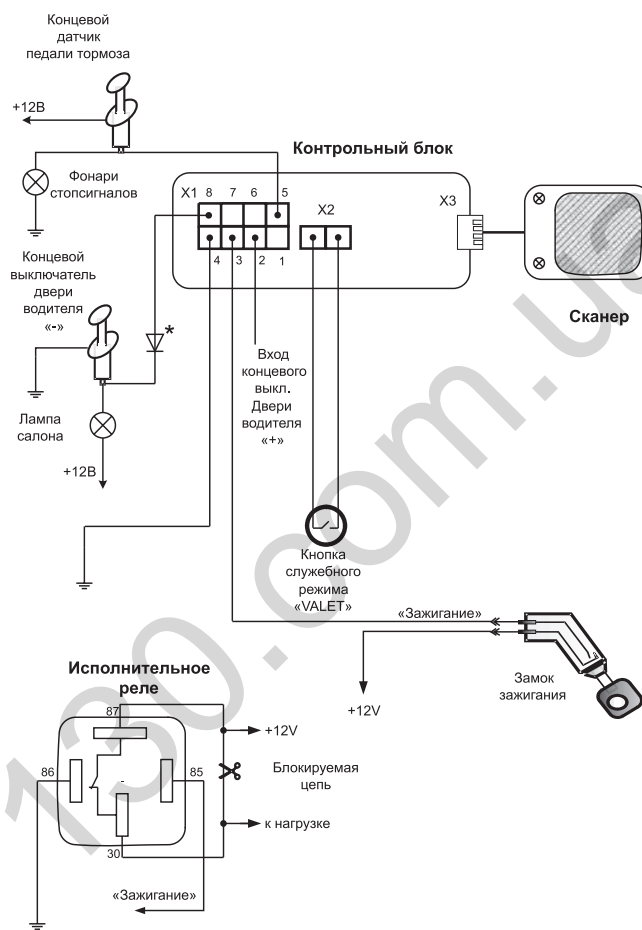 Концевой
датчик
педали тормоза
+12В
Фонари
стопсигналов
Контрольный блок
X1 8 7 6 5
X2
X3
4 3 2 1
Сканер
Концевой
выключатель
двери
водителя
«-»
*
Лампа
салона
+12В
Вход
концевого
выкл.
Двери
водителя
«+»
Кнопка
служебного
режима
«VALET»
«Зажигание»
Замок
зажигания
+12V
Исполнительное
реле
87
86
85
30
+12V
Блокируемая
цепь
к нагрузке
«Зажигание»
130.com.ua